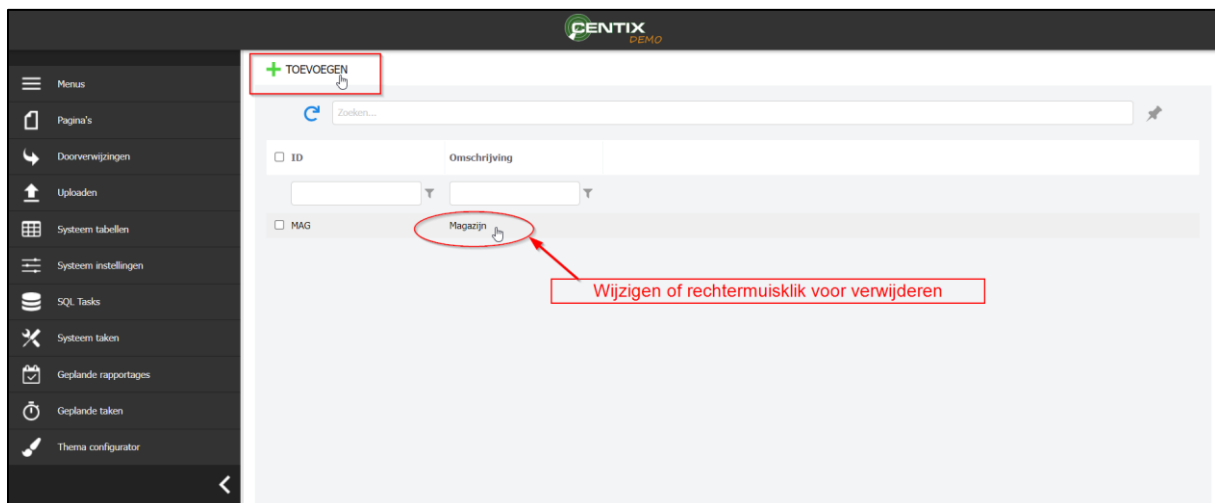 CENTIX
DEMO
TOEVOEGEN
Menus
Zoeken...
Pagina's
Doorverwijzingen
ID Omschrijving
Uploaden
Systeem tabellen
MAG Magazijn
Systeem instellingen
Wijzigen of rechtermuisklik voor verwijderen
SQL Tasks
Systeem taken
Geplande rapportages
Geplande taken
Thema configurator